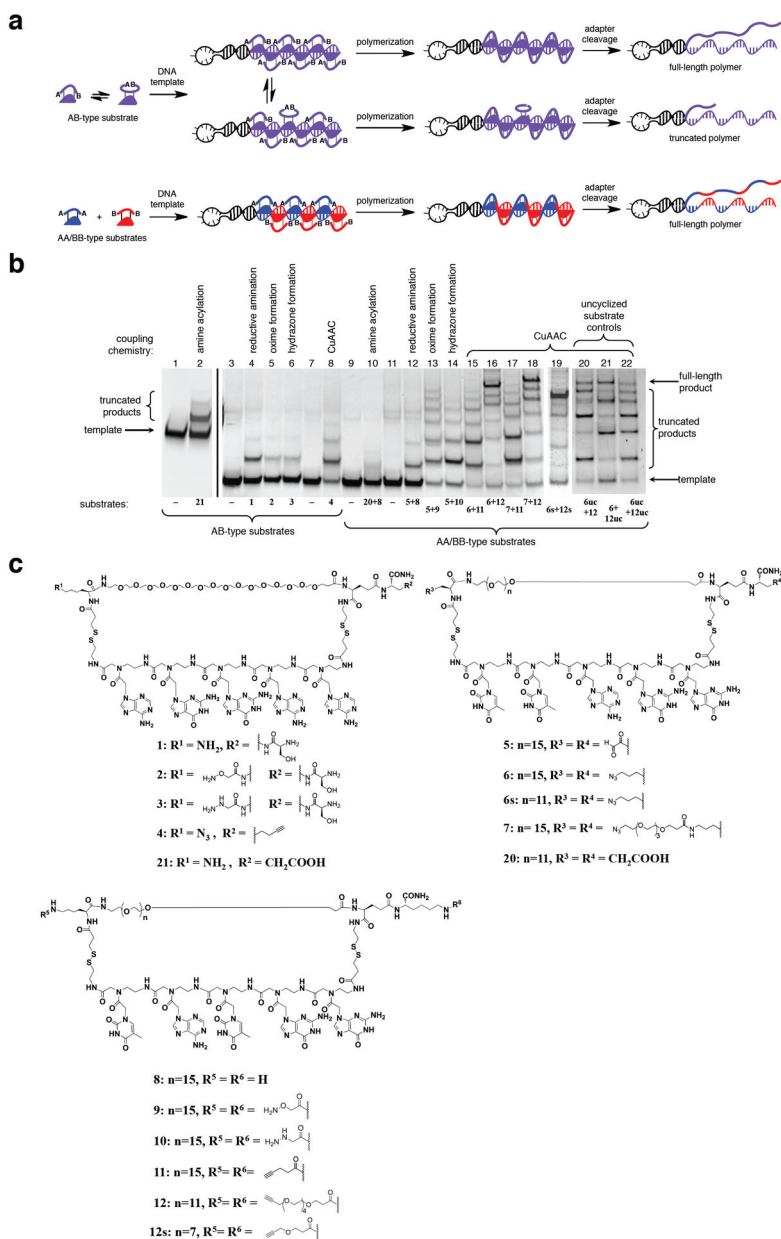 a
A B
AB
A B
AB-type substrate
DNA
template
A B A B A B
A B A B A B
polymerization
adapter
cleavage
full-length polymer
AB
polymerization
adapter
cleavage
truncated polymer
A A + B B
AA/BB-type substrates
DNA
template
polymerization
adapter
cleavage
full-length polymer
b
coupling
chemistry:
amine acylation
reductive amination
oxime formation
hydrazone formation
CuAAC
amine acylation
reductive amination
oxime formation
hydrazone formation
CuAAC
uncyclized
substrate
controls
1 2 3 4 5 6 7 8 9 10 11 12 13 14 15 16 17 18 19 20 21 22
truncated
products
template
full-length
product
truncated
products
template
substrates: – 21 – 1 2 3 – 4 – 20+8 – 5+8 5+9 5+10 6+11 6+12 7+11 7+12 6s+12s 6uc+12 6+12uc 6uc+12uc
AB-type substrates
AA/BB-type substrates
c
1: R¹ = NH₂, R² =
2: R¹ = R² =
3: R¹ = R² =
4: R¹ = N₃ , R² =
21: R¹ = NH₂ , R² = CH₂COOH
5: n=15, R³ = R⁴ =
6: n=15, R³ = R⁴ =
6s: n=11, R³ = R⁴ =
7: n= 15, R³ = R⁴ =
20: n=11, R³ = R⁴ = CH₂COOH
8: n=15, R⁵ = R⁶ = H
9: n=15, R⁵ = R⁶ =
10: n=15, R⁵ = R⁶ =
11: n=15, R⁵= R⁶=
12: n=11, R⁵= R⁶ =
12s: n=7, R⁵= R⁶ =